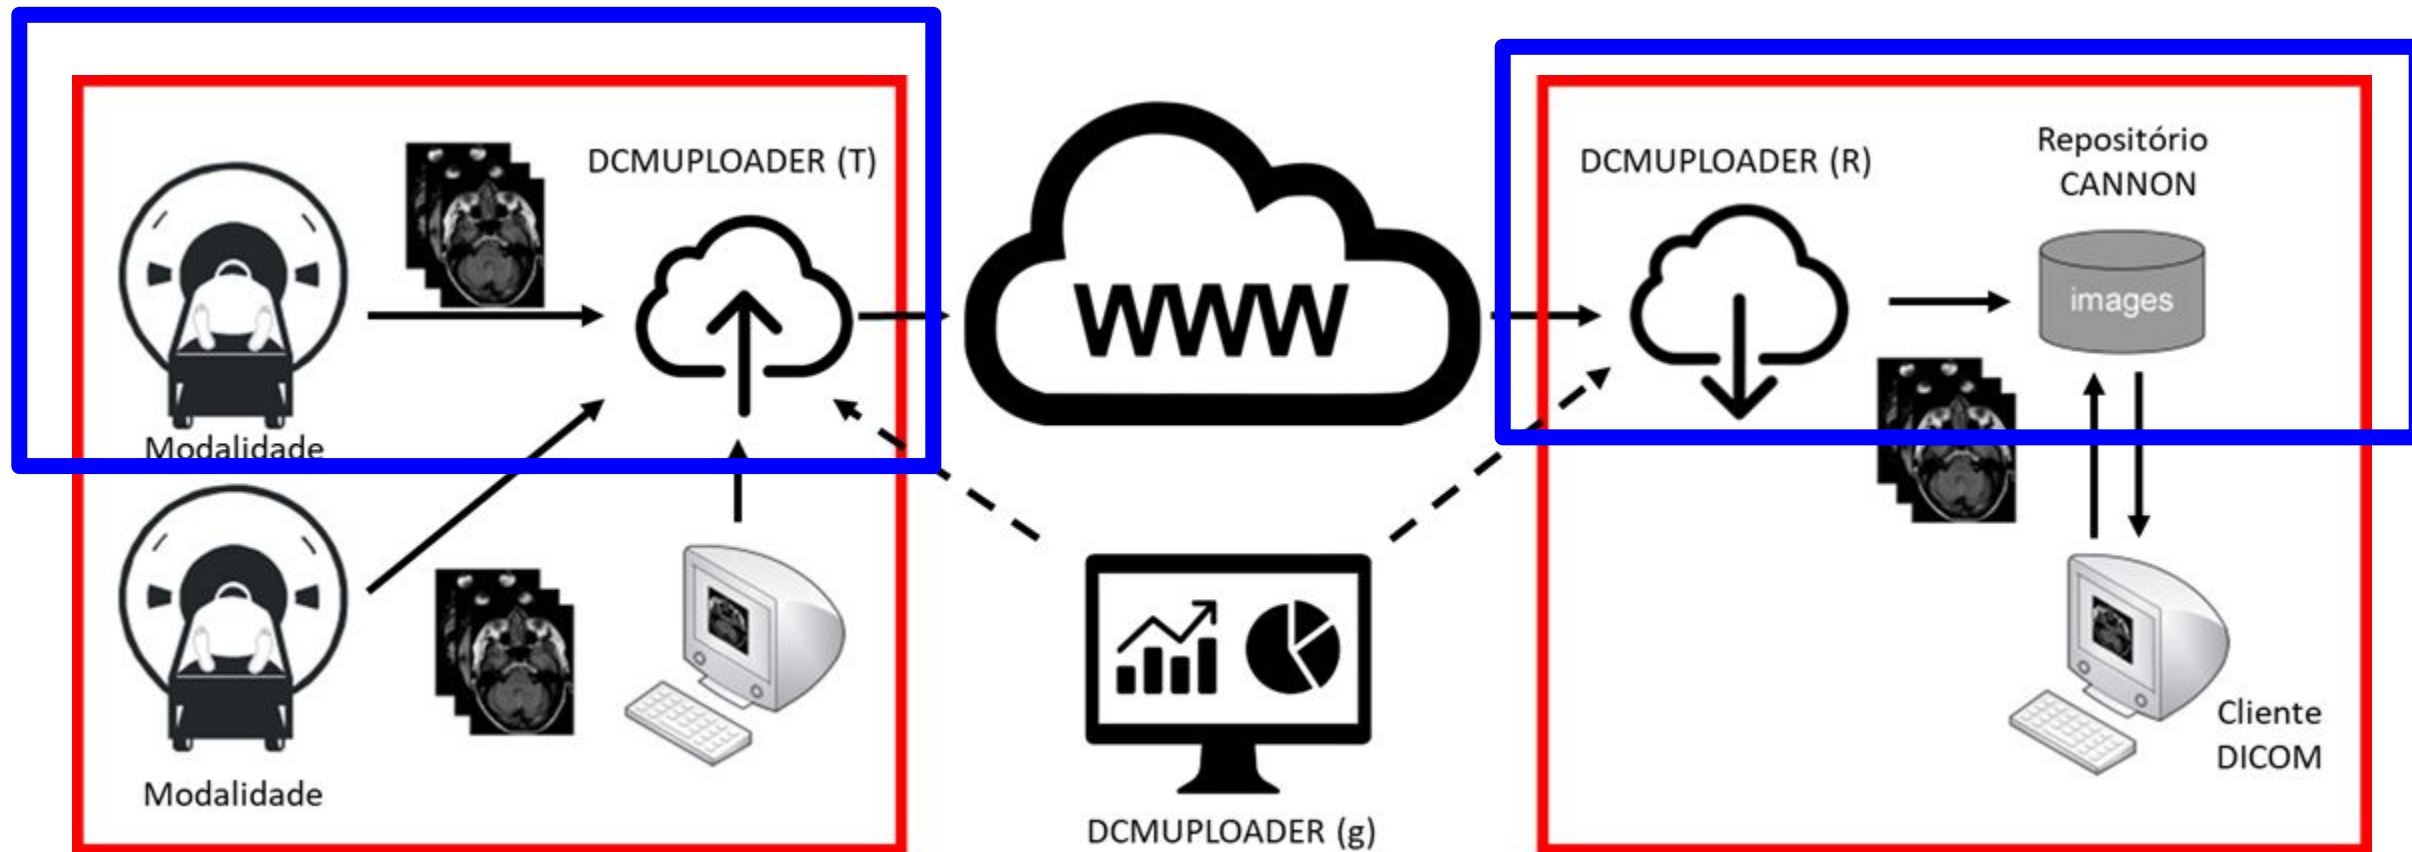 DCMUPLOADER (T)
Modalidade
Modalidade
WWW
DCMUPLOADER (g)
DCMUPLOADER (R)
Repositório
CANNON
images
Cliente
DICOM